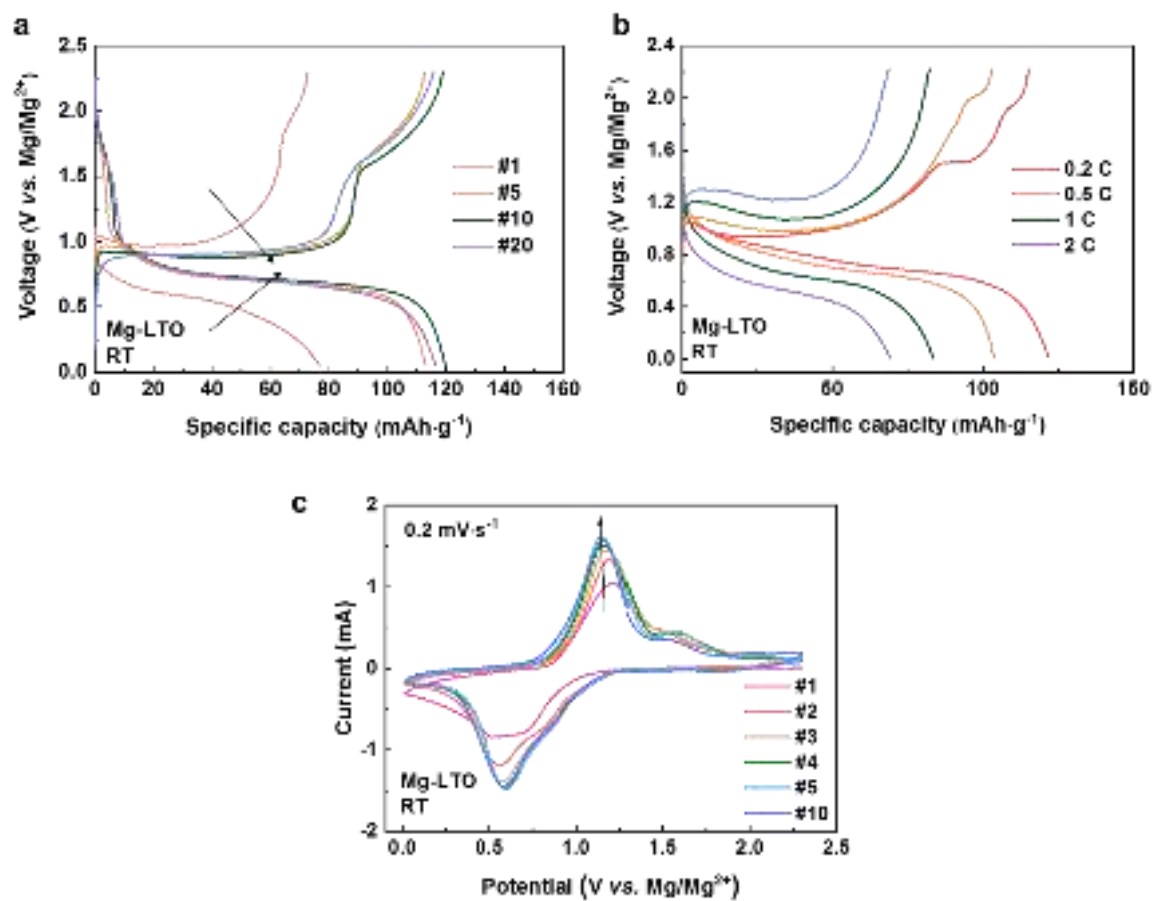 a
2.5
2.0
1.5
1.0
0.5
0.0
0 20 40 60 80 100 120 140 160
Voltage (V vs. Mg/Mg²⁺)
Specific capacity (mAh·g⁻¹)
#1
#5
#10
#20
Mg-LTO
RT
b
2.4
2.0
1.6
1.2
0.8
0.4
0.0
0 60 100 160
Voltage (V vs. Mg/Mg²⁺)
Specific capacity (mAh·g⁻¹)
0.2 C
0.5 C
1 C
2 C
Mg-LTO
RT
c
2
1
0
-1
-2
0.0 0.5 1.0 1.5 2.0 2.5
Current (mA)
Potential (V vs. Mg/Mg²⁺)
0.2 mV·s⁻¹
#1
#2
#3
#4
#5
#10
Mg-LTO
RT